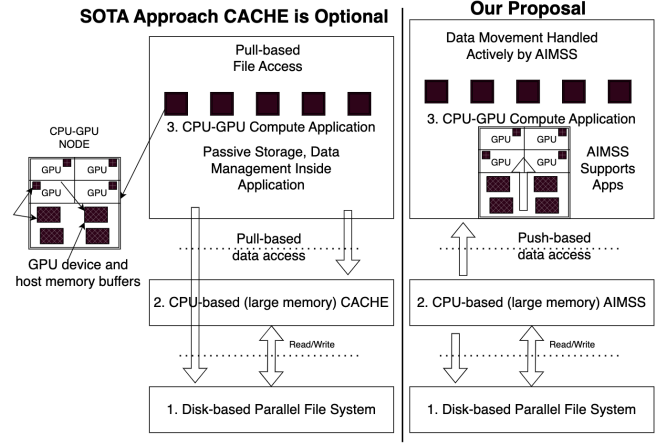 SOTA Approach CACHE is Optional
Pull-based
File Access
3. CPU-GPU Compute Application
Passive Storage, Data
Management Inside
Application
CPU-GPU
NODE
GPU
GPU
GPU
GPU
GPU device and
host memory buffers
Pull-based
data access
2. CPU-based (large memory) CACHE
Read/Write
1. Disk-based Parallel File System
Our Proposal
Data Movement Handled
Actively by AIMSS
3. CPU-GPU Compute Application
GPU
GPU
GPU
GPU
AIMSS
Supports
Apps
Push-based
data access
2. CPU-based (large memory) AIMSS
Read/Write
1. Disk-based Parallel File System